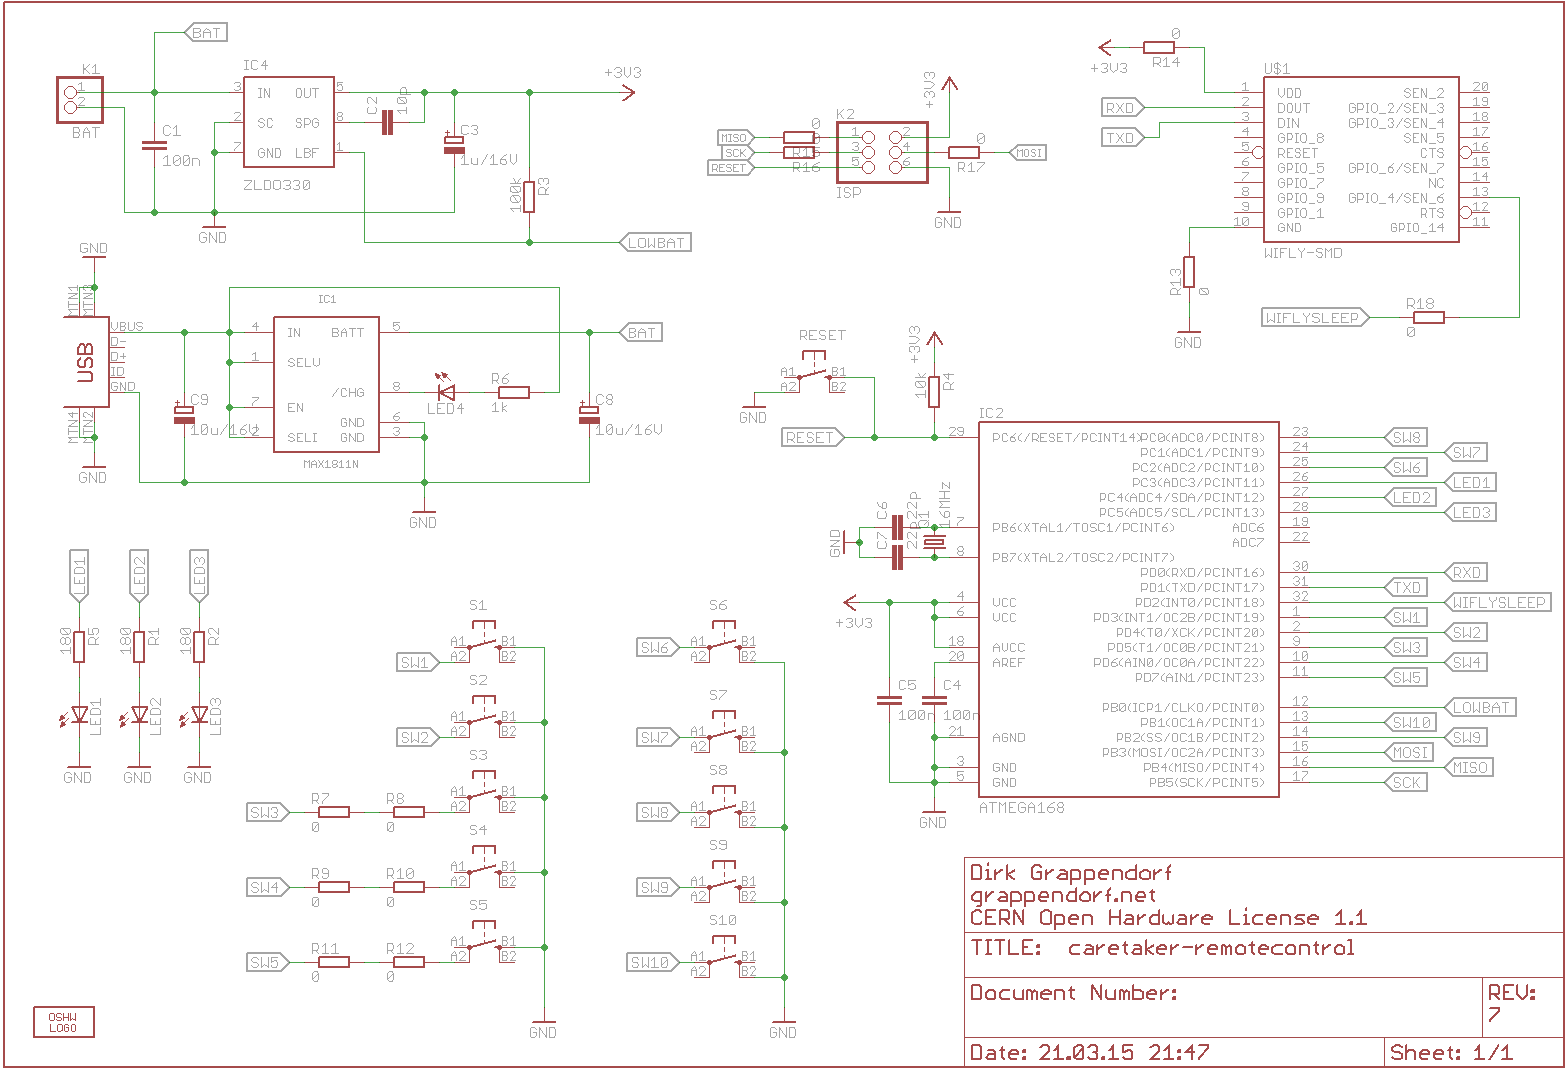 BAT
K1
1
2
BAT
C1
100n
IC4
3 IN OUT 5
2 SC SPG 8
7 GND LBF 1
ZLDO330
C2
10p
C3
1u/16V
100k
R3
+3V3
GND
LOWBAT
MISO
SCK
RESET
0
R15
R16
K2
1 2
3 4
5 6
ISP
+3V3
0
R17
MOSI
GND
+3V3
0
R14
RXD
TXD
U$1
1 VDD SEN_2 20
2 DOUT GPIO_2/SEN_3 19
3 DIN GPIO_3/SEN_4 18
4 GPIO_8 SEN_5 17
5 RESET CTS 16
6 GPIO_5 GPIO_6/SEN_7 15
7 GPIO_7 NC 14
8 GPIO_9 GPIO_4/SEN_6 13
9 GPIO_1 RTS 12
10 GND GPIO_14 11
WIFLY-SMD
R13
0
GND
WIFLYSLEEP
R18
0
GND
MTN1
MTN3
USB
VBUS
D-
D+
ID
GND
MTN4
MTN2
GND
C9
10u/16V
IC1
4 IN BATT 5
1 SELV
/CHG 8
7 EN
GND 6
2 SELI GND 3
MAX1811N
LED4
R6
1k
BAT
C8
10u/16V
GND
RESET
A1 B1
A2 B2
GND
+3V3
10k
R4
RESET
C6
22p
C7
22p
Q1
16MHz
GND
+3V3
C5
100n
C4
100n
GND
IC2
29 PC6(/RESET/PCINT14) PC0(ADC0/PCINT8) 23 SW8
PC1(ADC1/PCINT9) 24 SW7
PC2(ADC2/PCINT10) 25 SW6
PC3(ADC3/PCINT11) 26 LED1
PC4(ADC4/SDA/PCINT12) 27 LED2
PC5(ADC5/SCL/PCINT13) 28 LED3
7 PB6(XTAL1/TOSC1/PCINT6) ADC6 19
ADC7 22
8 PB7(XTAL2/TOSC2/PCINT7)
PD0(RXD/PCINT16) 30 RXD
PD1(TXD/PCINT17) 31 TXD
4 VCC PD2(INT0/PCINT18) 32 WIFLYSLEEP
6 VCC PD3(INT1/OC2B/PCINT19) 1 SW1
PD4(T0/XCK/PCINT20) 2 SW2
18 AVCC PD5(T1/OC0B/PCINT21) 9 SW3
20 AREF PD6(AIN0/OC0A/PCINT22) 10 SW4
PD7(AIN1/PCINT23) 11 SW5
PB0(ICP1/CLKO/PCINT0) 12 LOWBAT
PB1(OC1A/PCINT1) 13 SW10
21 AGND PB2(SS/OC1B/PCINT2) 14 SW9
PB3(MOSI/OC2A/PCINT3) 15 MOSI
3 GND PB4(MISO/PCINT4) 16 MISO
5 GND PB5(SCK/PCINT5) 17 SCK
ATMEGA168
LED1
LED2
LED3
180
R5
180
R1
180
R2
LED1
LED2
LED3
GND
GND
GND
S1
A1 B1
SW1 A2 B2
S2
A1 B1
SW2 A2 B2
S3
A1 B1
SW3 R7 R8 A2 B2
0 0
S4
A1 B1
SW4 R9 R10 A2 B2
0 0
S5
A1 B1
SW5 R11 R12 A2 B2
0 0
GND
S6
SW6 A1 B1
A2 B2
S7
SW7 A1 B1
A2 B2
S8
SW8 A1 B1
A2 B2
S9
SW9 A1 B1
A2 B2
S10
SW10 A1 B1
A2 B2
GND
OSHW
LOGO
Dirk Grappendorf
grappendorf.net
CERN Open Hardware License 1.1
TITLE: caretaker-remotecontrol
Document Number:
REV:
7
Date: 21.03.15 21:47
Sheet: 1/1